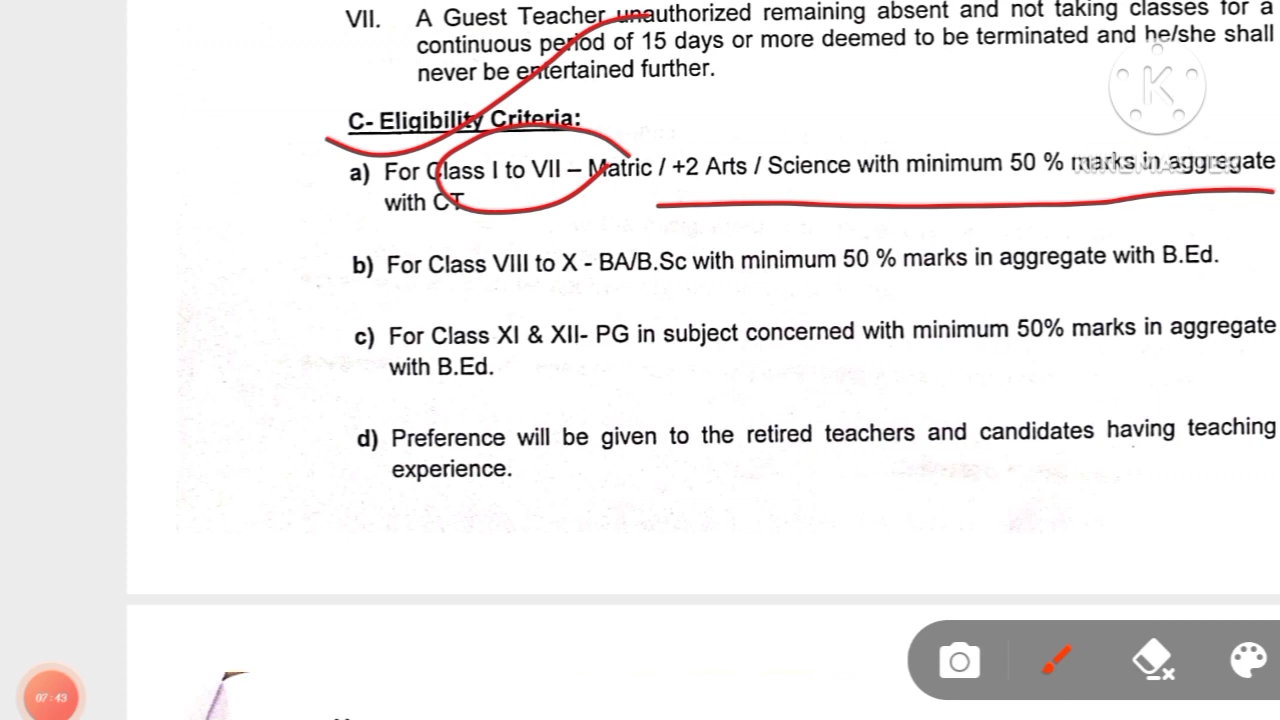 VII. A Guest Teacher unauthorized remaining absent and not taking classes for a
continuous period of 15 days or more deemed to be terminated and he/she shall
never be entertained further.
C- Eligibility Criteria:
a) For Class I to VII – Matric / +2 Arts / Science with minimum 50 % marks in aggregate
with CT
b) For Class VIII to X - BA/B.Sc with minimum 50 % marks in aggregate with B.Ed.
c) For Class XI & XII- PG in subject concerned with minimum 50% marks in aggregate
with B.Ed.
d) Preference will be given to the retired teachers and candidates having teaching
experience.
K
KINEMASTER
07:43